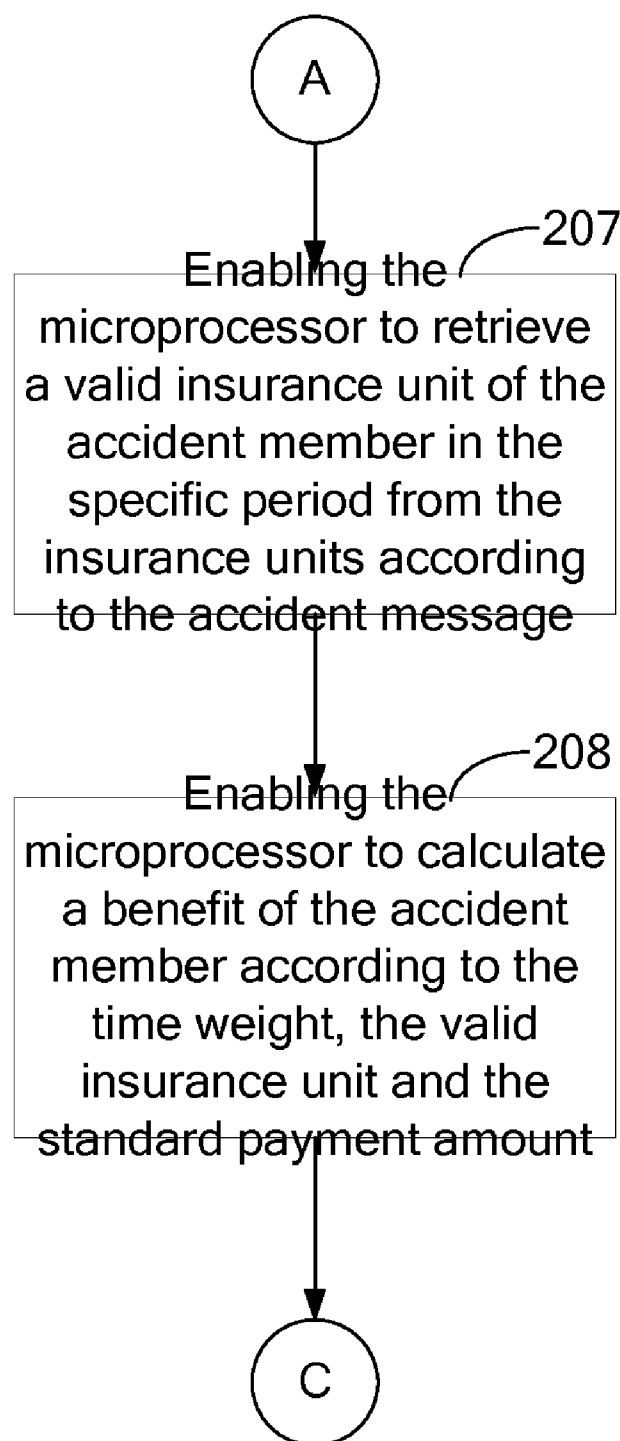 A
207
Enabling the
microprocessor to retrieve
a valid insurance unit of the
accident member in the
specific period from the
insurance units according
to the accident message
208
Enabling the
microprocessor to calculate
a benefit of the accident
member according to the
time weight, the valid
insurance unit and the
standard payment amount
C